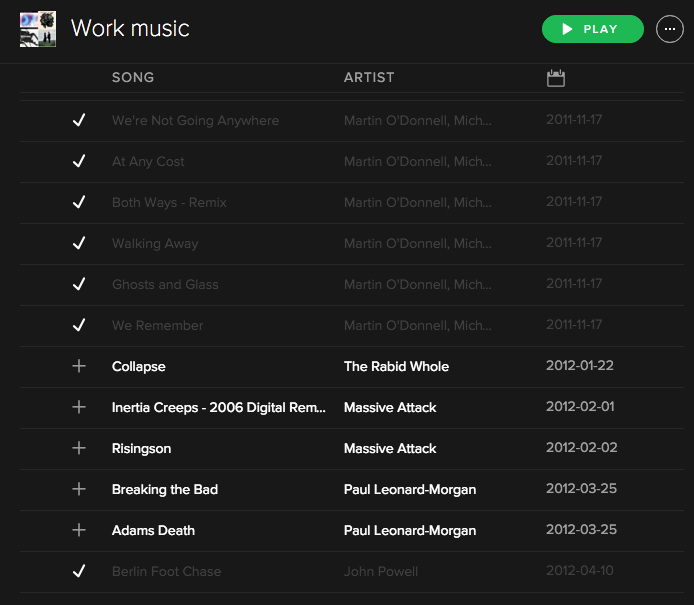 Work music
PLAY
SONG ARTIST
We're Not Going Anywhere Martin O'Donnell, Mich... 2011-11-17
At Any Cost Martin O'Donnell, Mich... 2011-11-17
Both Ways - Remix Martin O'Donnell, Mich... 2011-11-17
Walking Away Martin O'Donnell, Mich... 2011-11-17
Ghosts and Glass Martin O'Donnell, Mich... 2011-11-17
We Remember Martin O'Donnell, Mich... 2011-11-17
Collapse The Rabid Whole 2012-01-22
Inertia Creeps - 2006 Digital Rem... Massive Attack 2012-02-01
Risingson Massive Attack 2012-02-02
Breaking the Bad Paul Leonard-Morgan 2012-03-25
Adams Death Paul Leonard-Morgan 2012-03-25
Berlin Foot Chase John Powell 2012-04-10